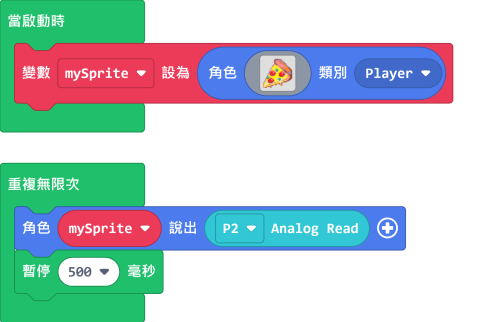 當啟動時
變數 mySprite 設為 角色 類別 Player
重複無限次
角色 mySprite 說出 P2 Analog Read
暫停 500 毫秒